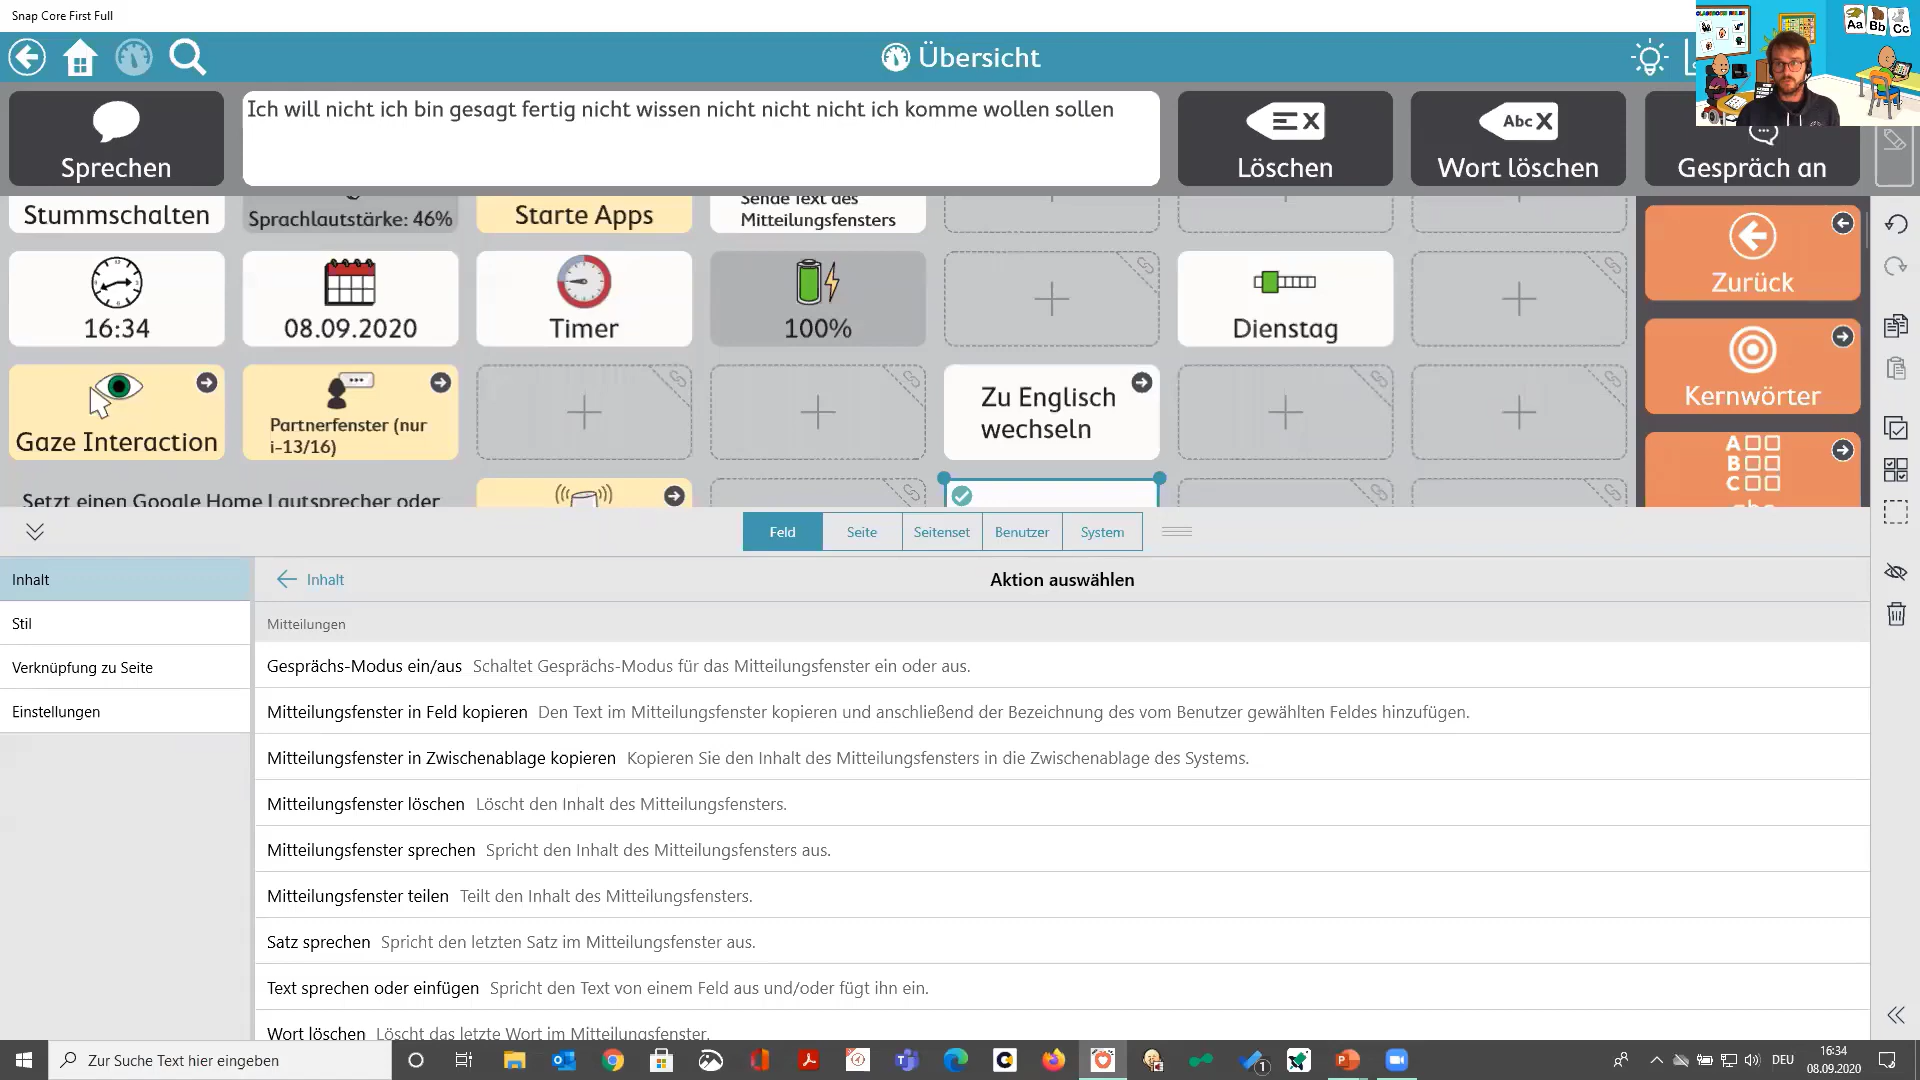 Snap Core First Full
Übersicht
Aa Bb Cc
Sprechen
Ich will nicht ich bin gesagt fertig nicht wissen nicht nicht nicht ich komme wollen sollen
X
Löschen
Abc X
Wort löschen
Gespräch an
Stummschalten
Sprachlautstärke: 46%
Starte Apps
Sende Text des
Mitteilungsfensters
Zurück
16:34
08.09.2020
Timer
100%
Dienstag
Kernwörter
Gaze Interaction
Partnerfenster (nur
i-13/16)
Zu Englisch
wechseln
A
B
C
abc
Setzt einen Google Home Lautsprecher oder
Feld
Seite
Seitenset
Benutzer
System
Inhalt
Stil
Verknüpfung zu Seite
Einstellungen
Inhalt
Aktion auswählen
Mitteilungen
Gesprächs-Modus ein/aus Schaltet Gesprächs-Modus für das Mitteilungsfenster ein oder aus.
Mitteilungsfenster in Feld kopieren Den Text im Mitteilungsfenster kopieren und anschließend der Bezeichnung des vom Benutzer gewählten Feldes hinzufügen.
Mitteilungsfenster in Zwischenablage kopieren Kopieren Sie den Inhalt des Mitteilungsfensters in die Zwischenablage des Systems.
Mitteilungsfenster löschen Löscht den Inhalt des Mitteilungsfensters.
Mitteilungsfenster sprechen Spricht den Inhalt des Mitteilungsfensters aus.
Mitteilungsfenster teilen Teilt den Inhalt des Mitteilungsfensters.
Satz sprechen Spricht den letzten Satz im Mitteilungsfenster aus.
Text sprechen oder einfügen Spricht den Text von einem Feld aus und/oder fügt ihn ein.
Wort löschen Löscht das letzte Wort im Mitteilungsfenster.
Zur Suche Text hier eingeben
1
DEU
16:34
08.09.2020